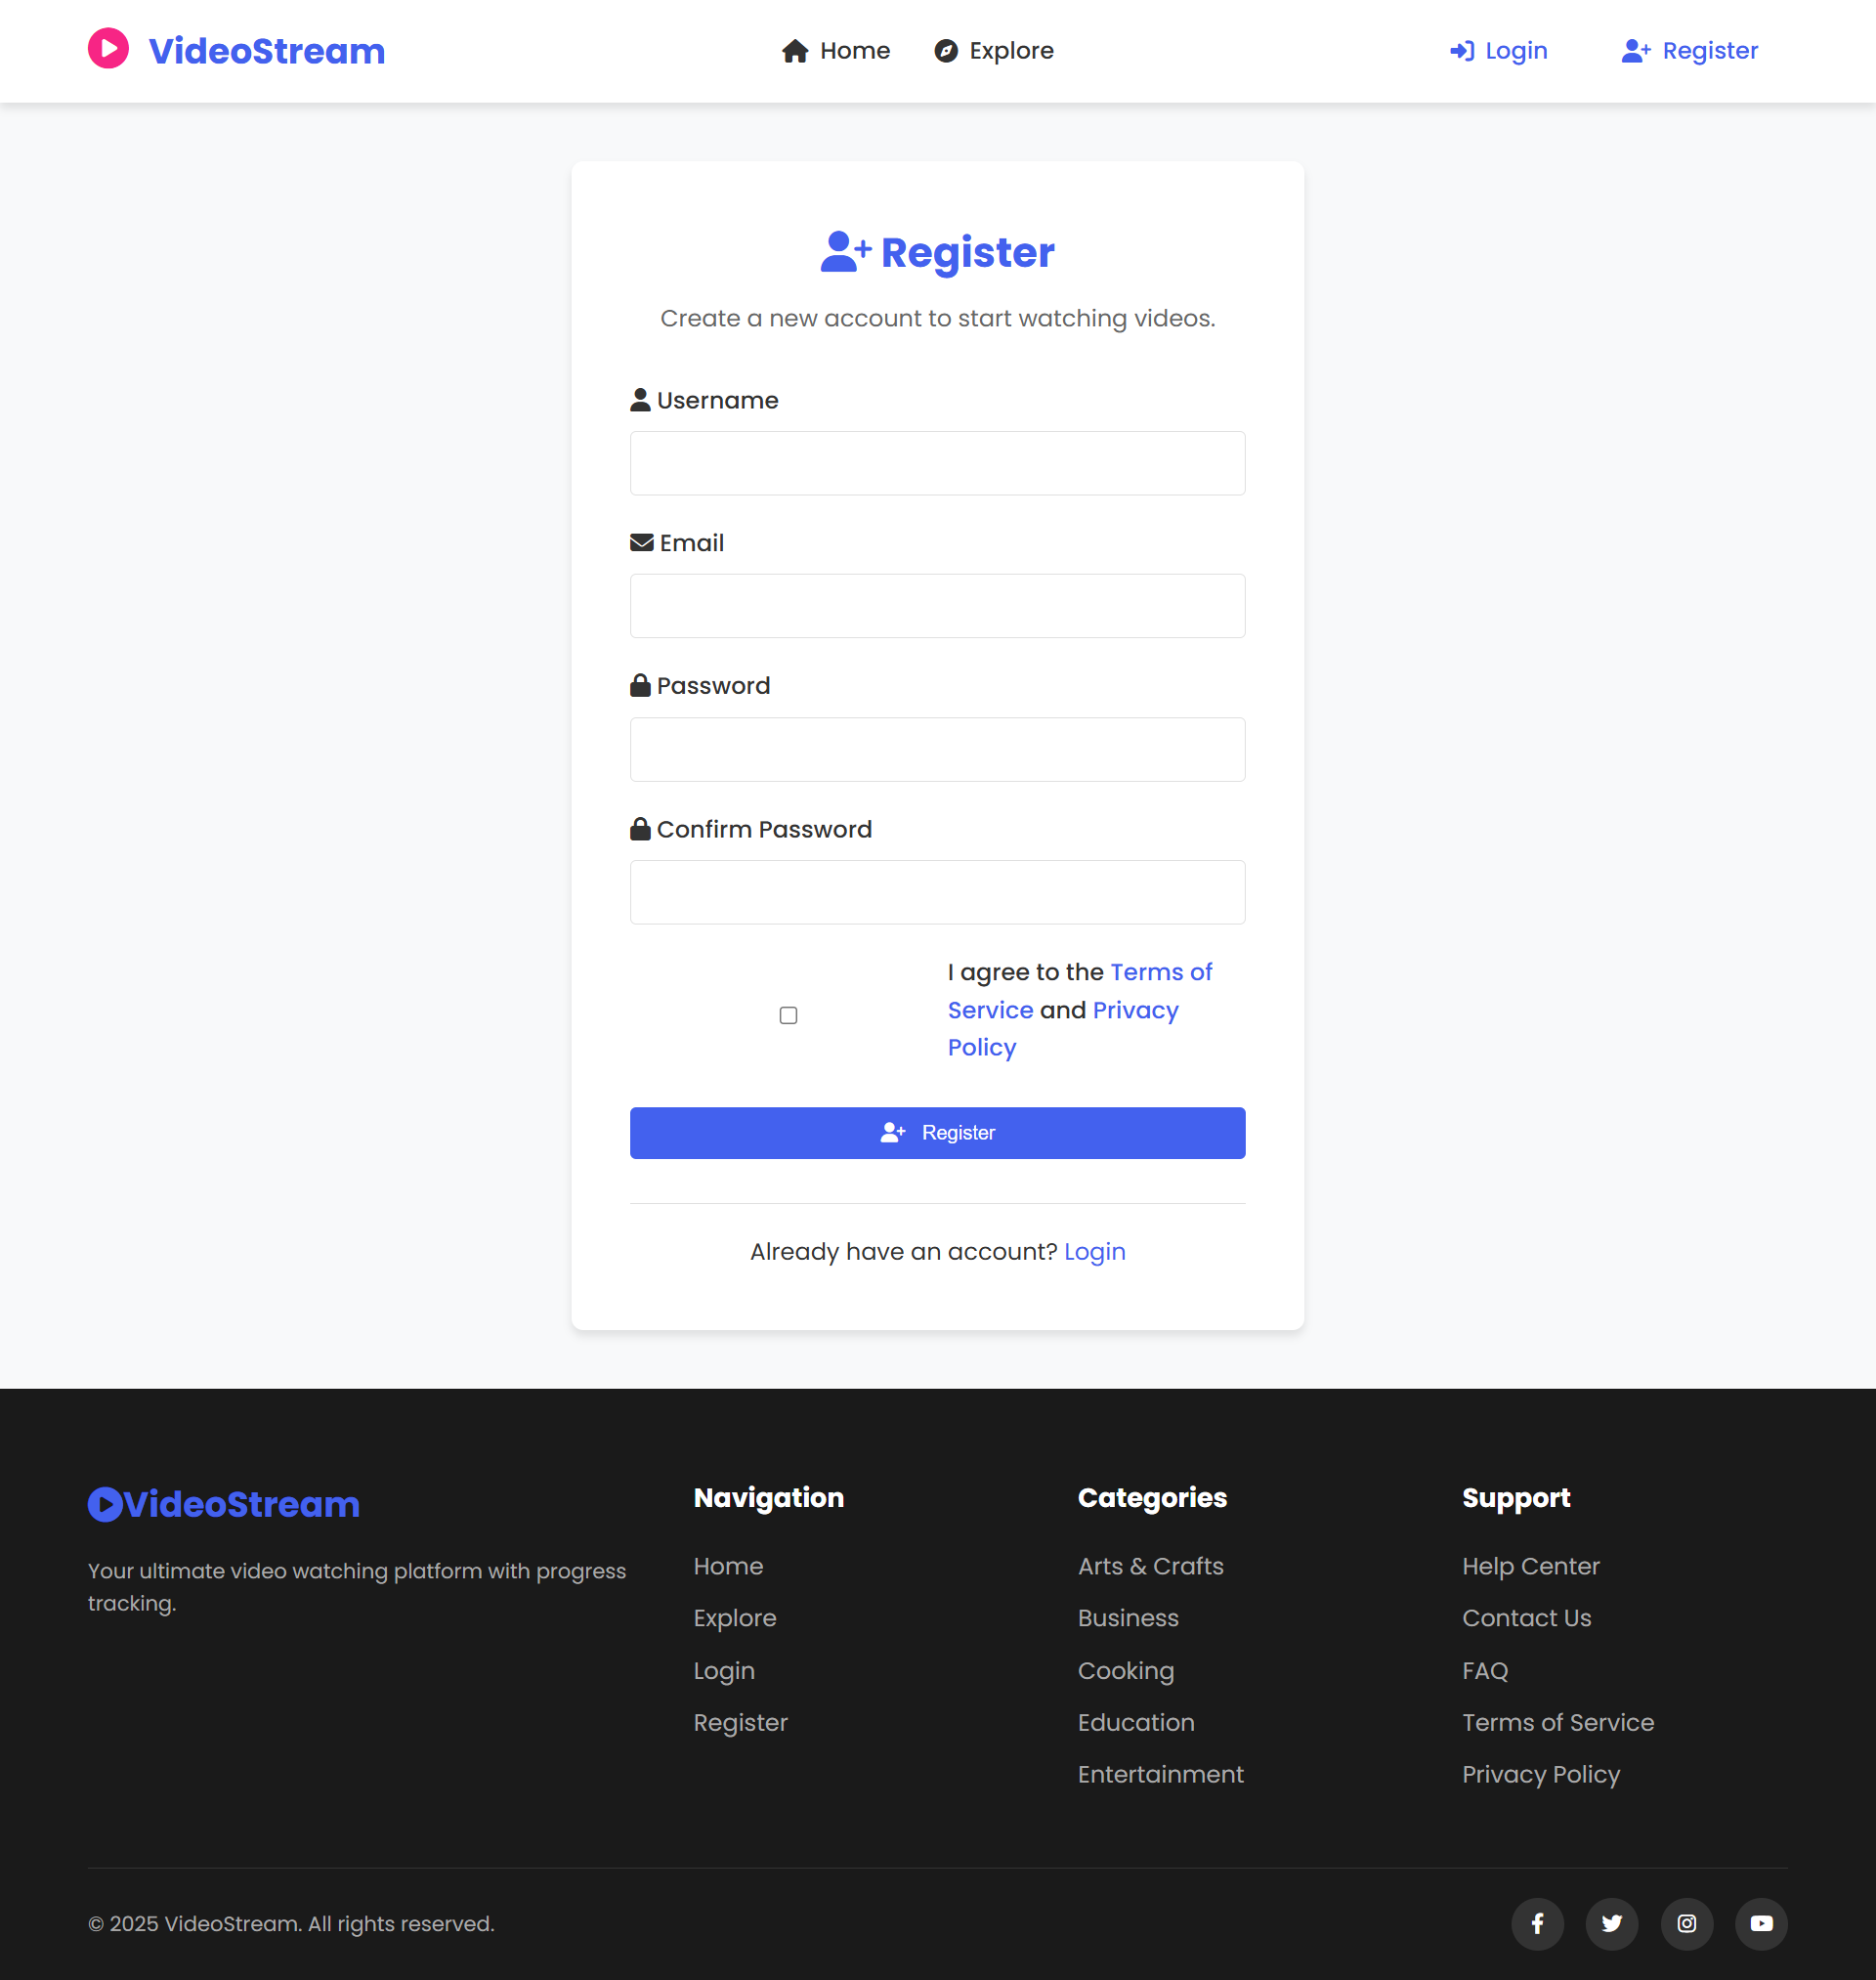 VideoStream
Home
Explore
Login
Register
Register
Create a new account to start watching videos.
Username
Email
Password
Confirm Password
I agree to the Terms of
Service and Privacy
Policy
Register
Already have an account? Login
VideoStream
Your ultimate video watching platform with progress
tracking.
Navigation
Home
Explore
Login
Register
Categories
Arts & Crafts
Business
Cooking
Education
Entertainment
Support
Help Center
Contact Us
FAQ
Terms of Service
Privacy Policy
© 2025 VideoStream. All rights reserved.